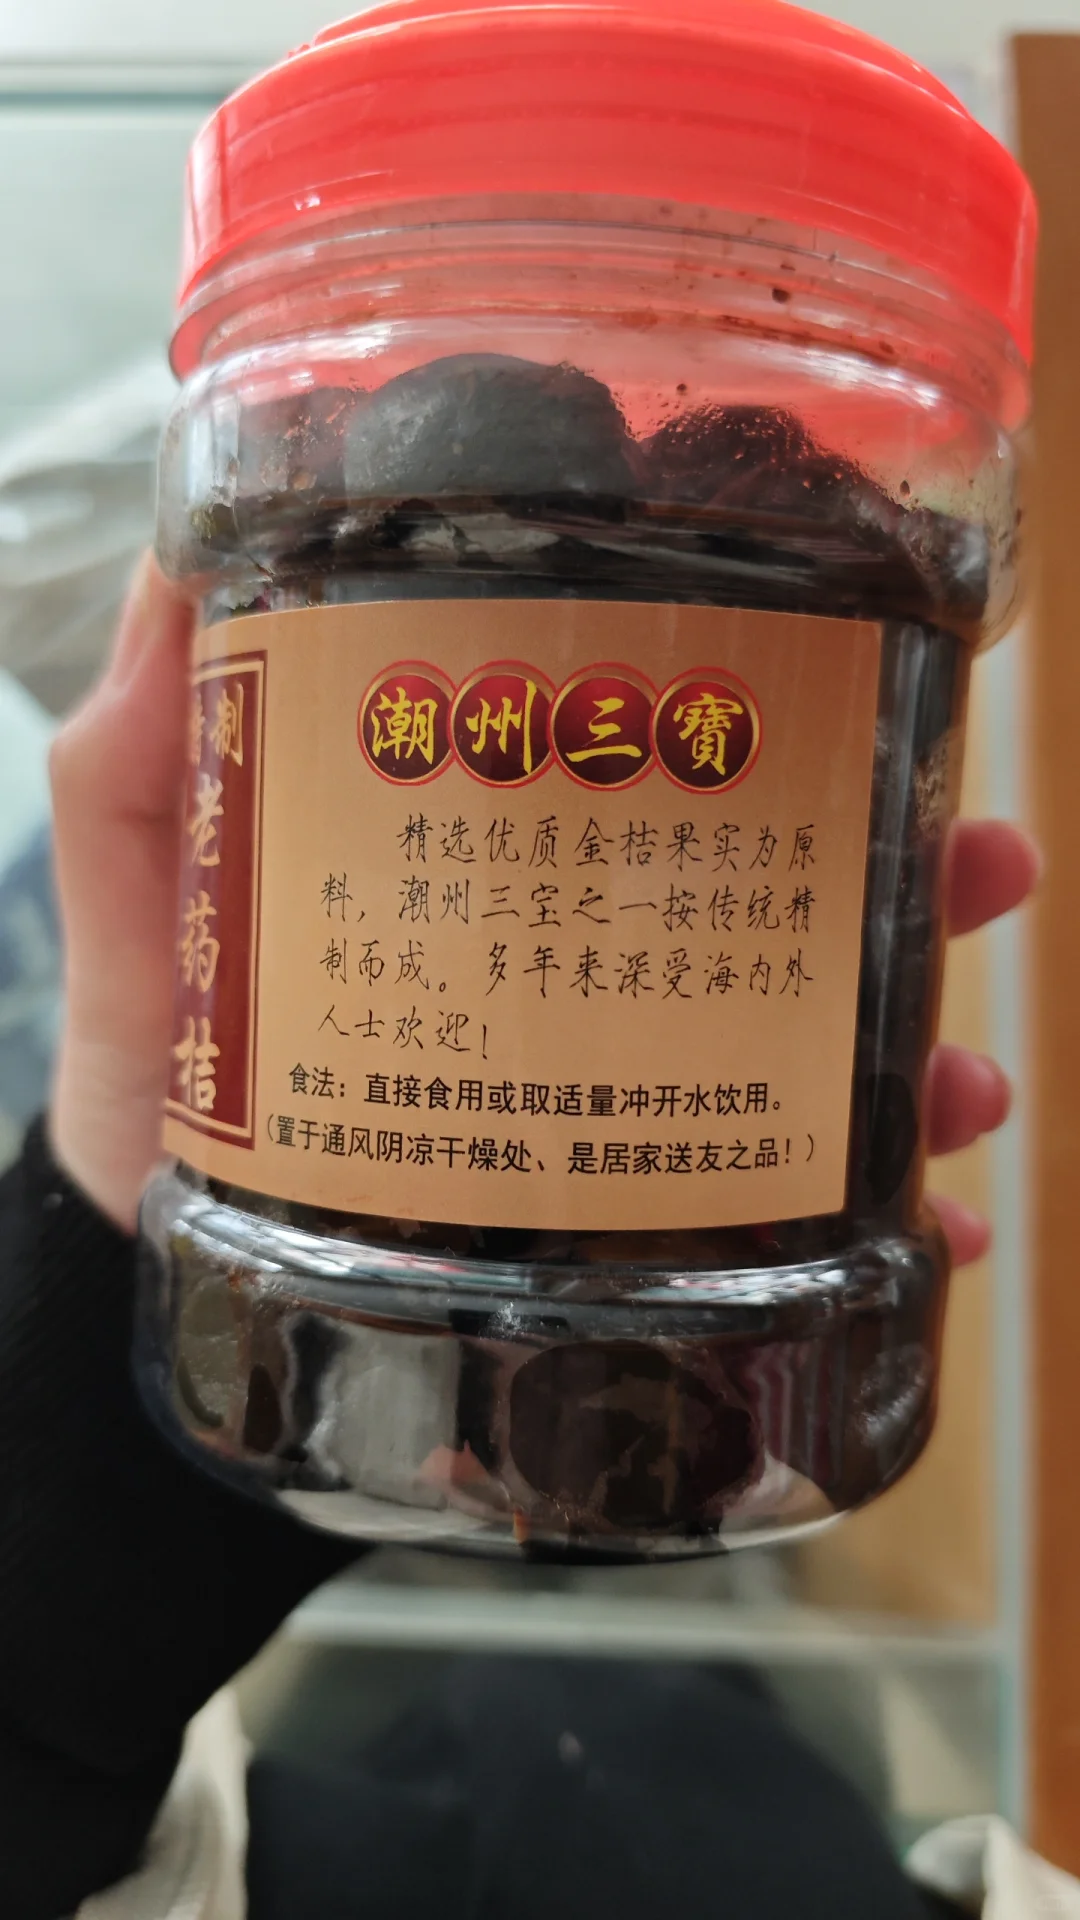 精制老药桔
潮州三寳
精选优质金桔果实为原
料，潮州三宝之一按传统精
制而成。多年来深受海内外
人士欢迎！
食法：直接食用或取适量冲开水饮用。
（置于通风阴凉干燥处、是居家送友之品！）